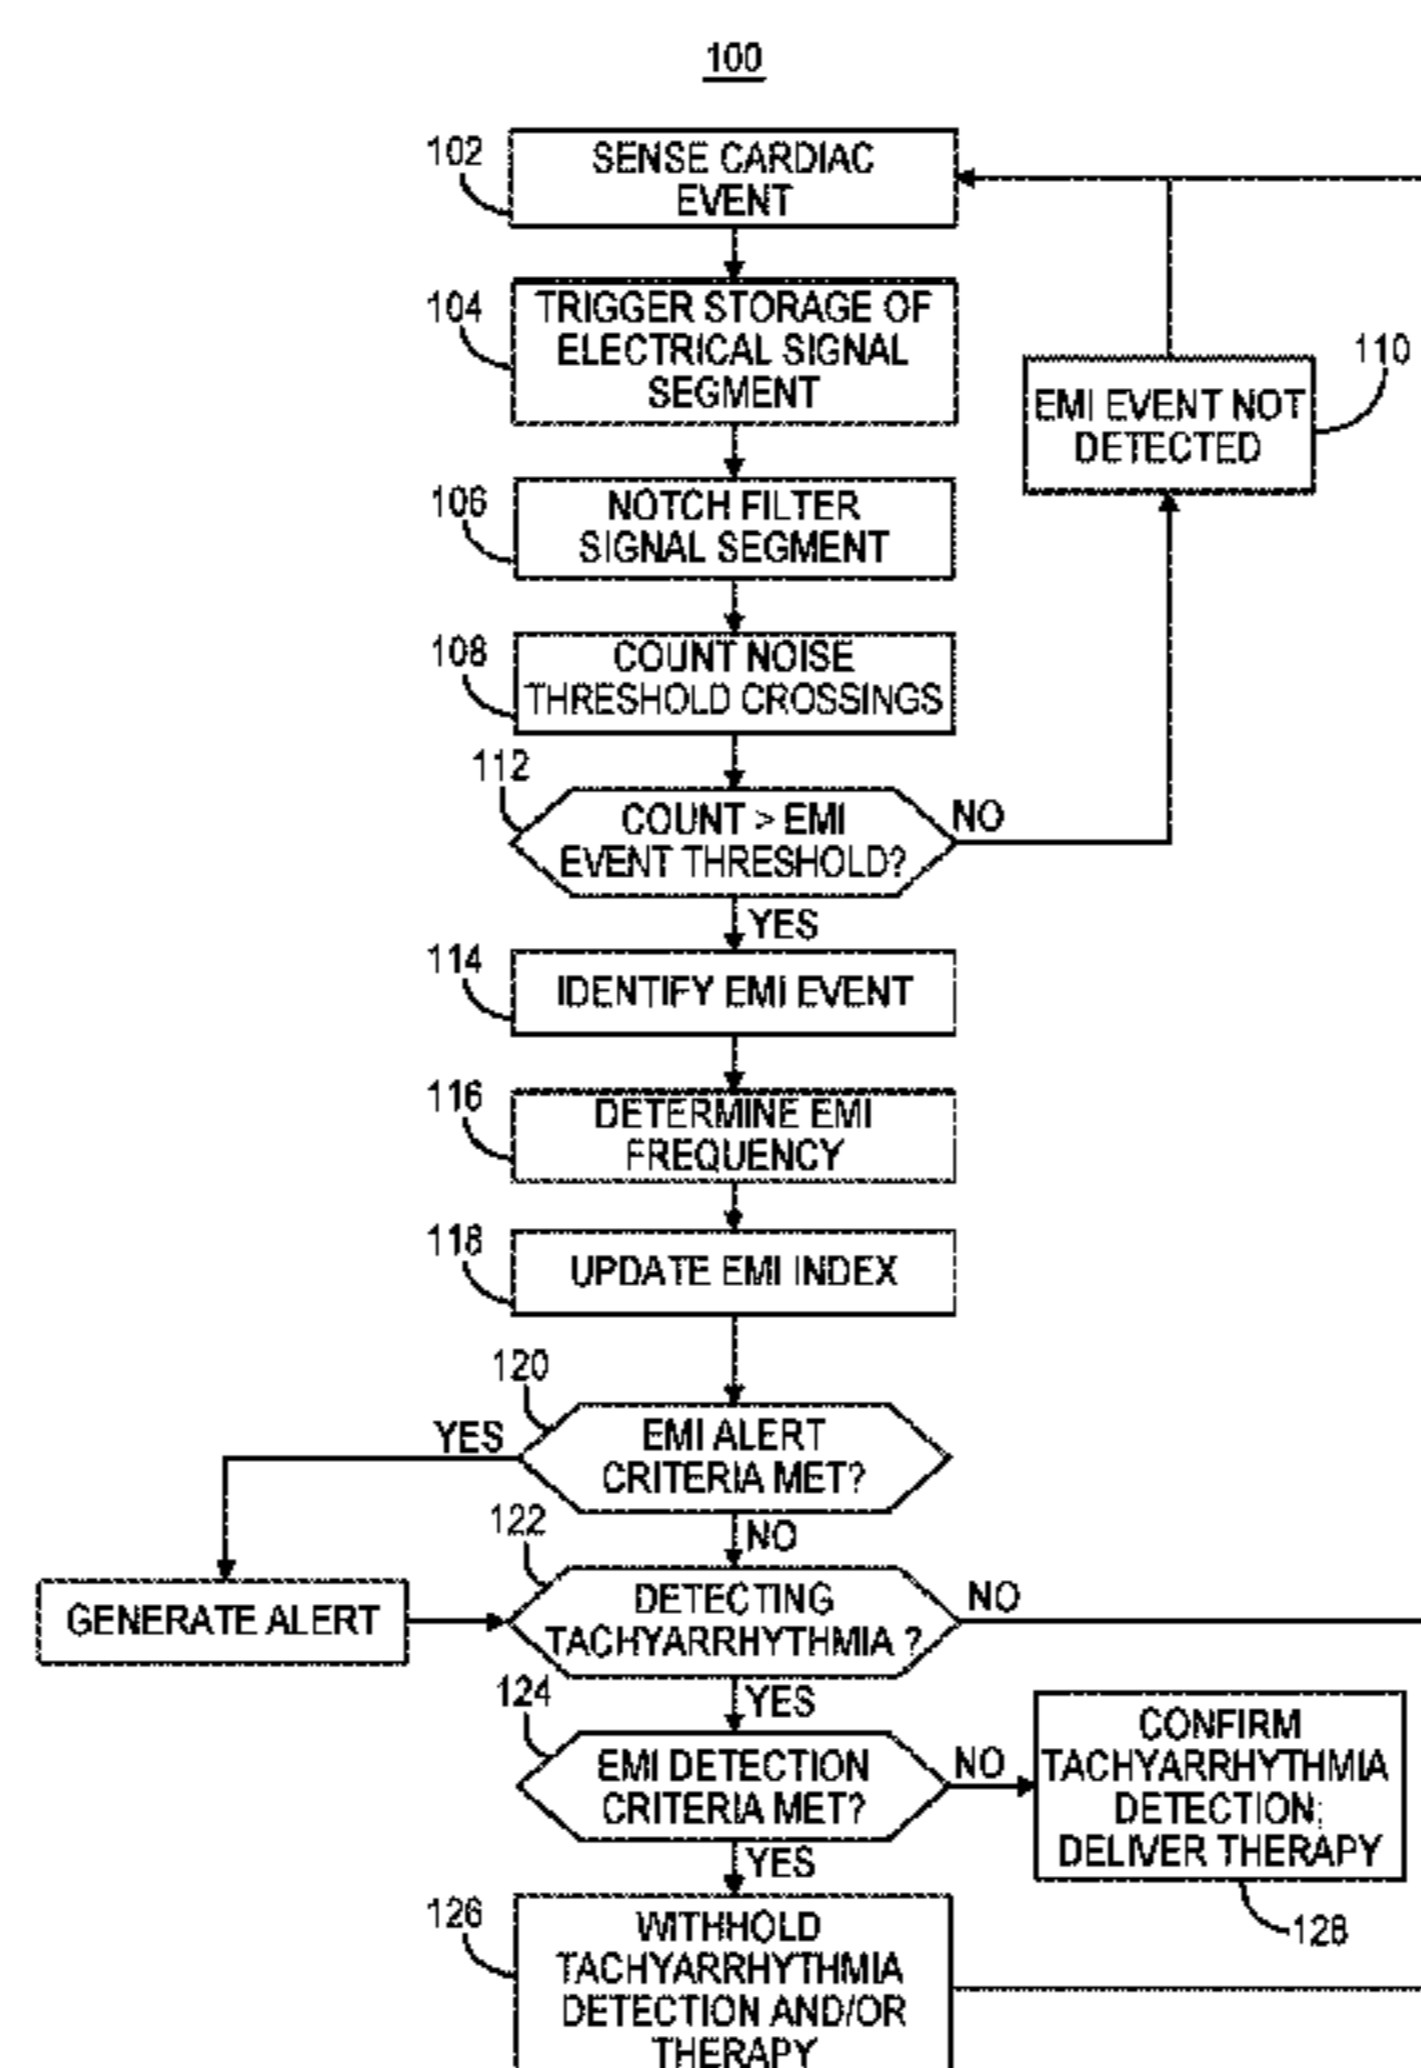 100
102
SENSE CARDIAC
EVENT
104
TRIGGER STORAGE OF
ELECTRICAL SIGNAL
SEGMENT
110
EMI EVENT NOT
DETECTED
106
NOTCH FILTER
SIGNAL SEGMENT
108
COUNT NOISE
THRESHOLD CROSSINGS
112
COUNT > EMI
EVENT THRESHOLD?
NO
YES
114
IDENTIFY EMI EVENT
116
DETERMINE EMI
FREQUENCY
118
UPDATE EMI INDEX
120
YES
EMI ALERT
CRITERIA MET?
NO
122
GENERATE ALERT
DETECTING
TACHYARRHYTHMIA ?
NO
YES
124
EMI DETECTION
CRITERIA MET?
NO
CONFIRM
TACHYARRHYTHMIA
DETECTION;
DELIVER THERAPY
128
YES
126
WITHHOLD
TACHYARRHYTHMIA
DETECTION AND/OR
THERAPY